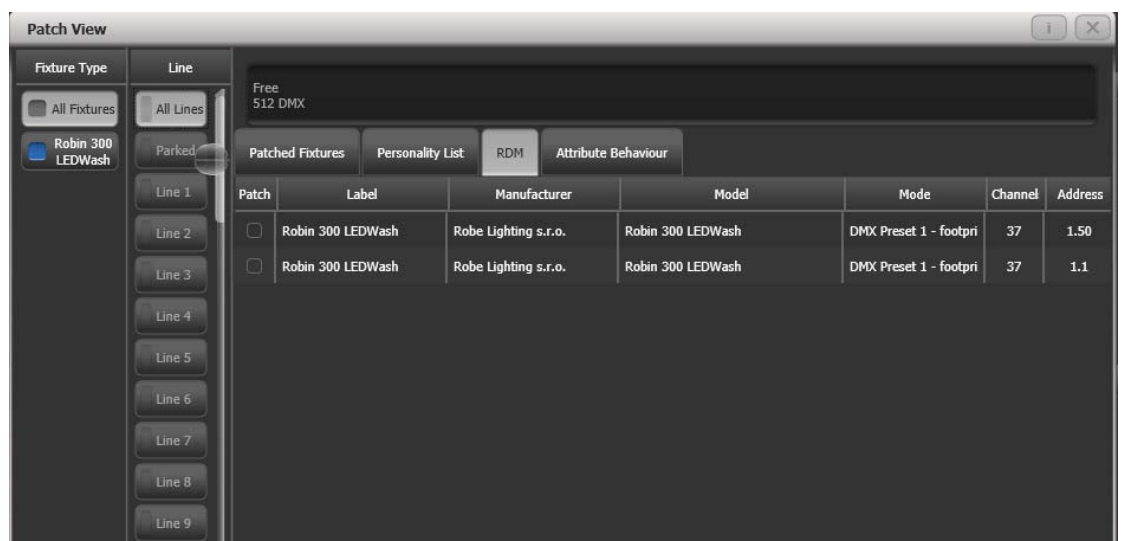 Patch View
i
X
Fixture Type
All Fixtures
Robin 300
LEDWash
Line
All Lines
Parked
Line 1
Line 2
Line 3
Line 4
Line 5
Line 6
Line 7
Line 8
Line 9
Free
512 DMX
Patched Fixtures Personality List RDM Attribute Behaviour
Patch Label Manufacturer Model Mode Channel Address
Robin 300 LEDWash Robe Lighting s.r.o. Robin 300 LEDWash DMX Preset 1 - footpri 37 1.50
Robin 300 LEDWash Robe Lighting s.r.o. Robin 300 LEDWash DMX Preset 1 - footpri 37 1.1